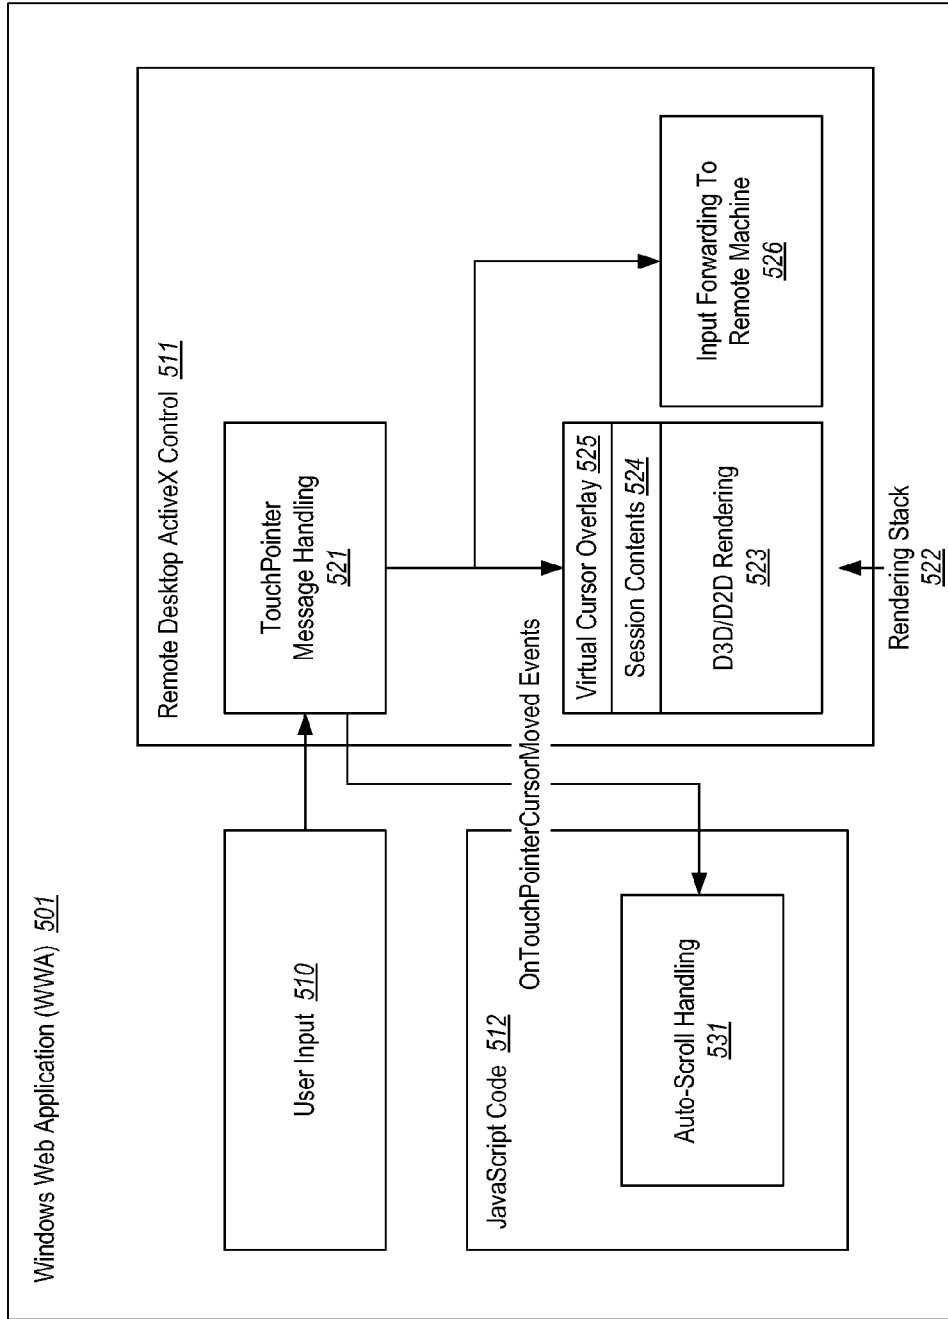 Windows Web Application (WWA) 501
User Input 510
Remote Desktop ActiveX Control 511
TouchPointer
Message Handling
521
JavaScript Code 512
OnTouchPointerCursorMoved Events
Auto-Scroll Handling
531
Virtual Cursor Overlay 525
Session Contents 524
D3D/D2D Rendering
523
Input Forwarding To
Remote Machine
526
Rendering Stack
522